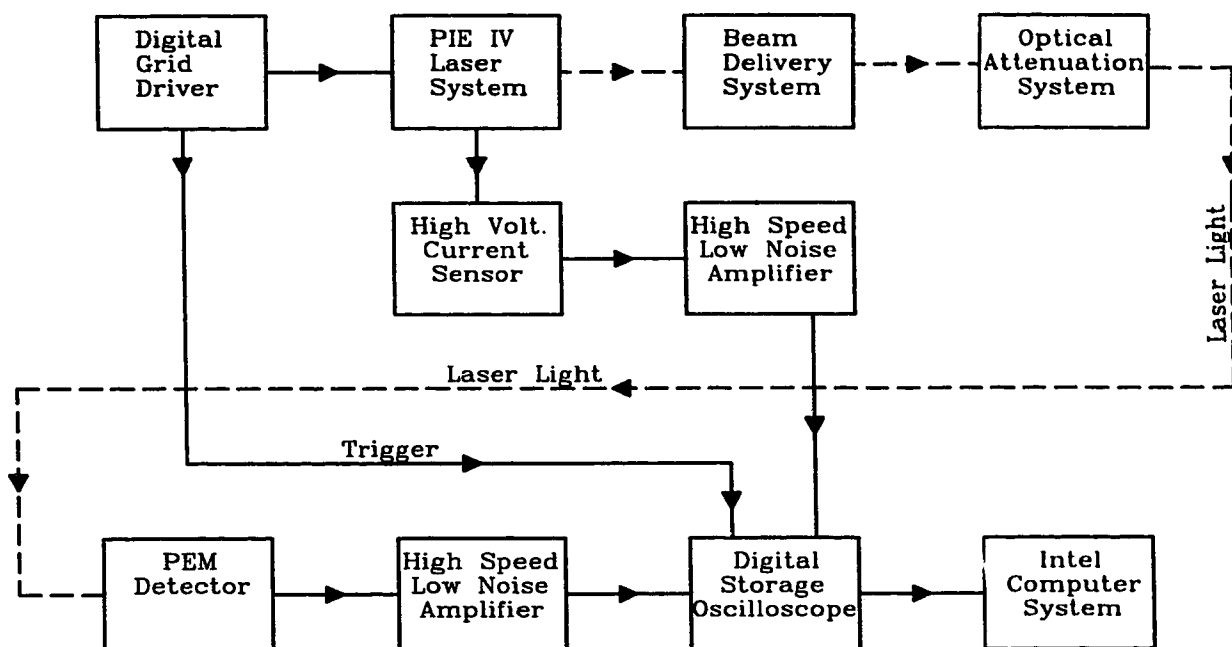 Digital
Grid
Driver
PIE IV
Laser
System
Beam
Delivery
System
Optical
Attenuation
System
High Volt.
Current
Sensor
High Speed
Low Noise
Amplifier
Laser Light
Laser Light
Trigger
PEM
Detector
High Speed
Low Noise
Amplifier
Digital
Storage
Oscilloscope
Intel
Computer
System